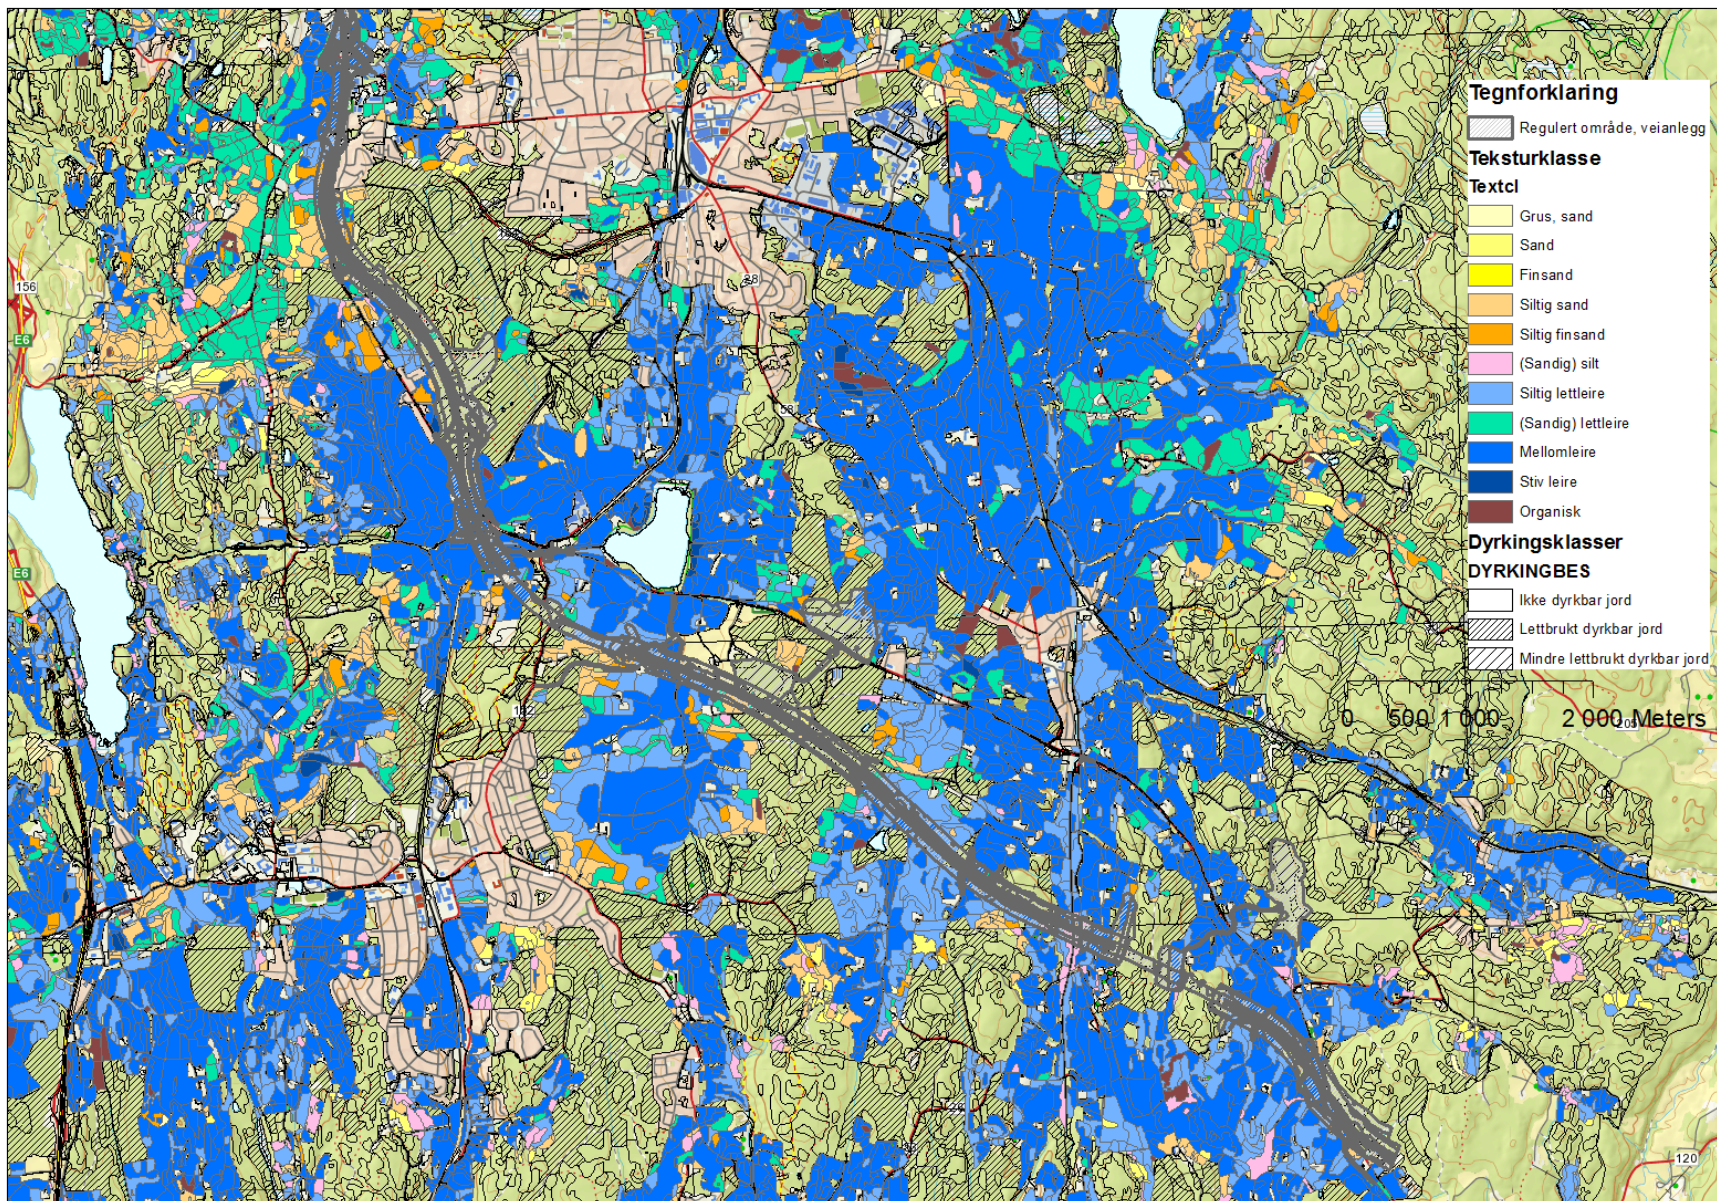 Tegnforklaring
Regulert område, veianlegg
Teksturklasse
Textcl
Grus, sand
Sand
Finsand
Siltig sand
Siltig finsand
(Sandig) silt
Siltig lettleire
(Sandig) lettleire
Mellomleire
Stiv leire
Organisk
Dyrkingsklasser
DYRKINGBES
Ikke dyrkbar jord
Lettbrukt dyrkbar jord
Mindre lettbrukt dyrkbar jord
0 500 1 000 2 000 Meters
156
E6
E6
58
120